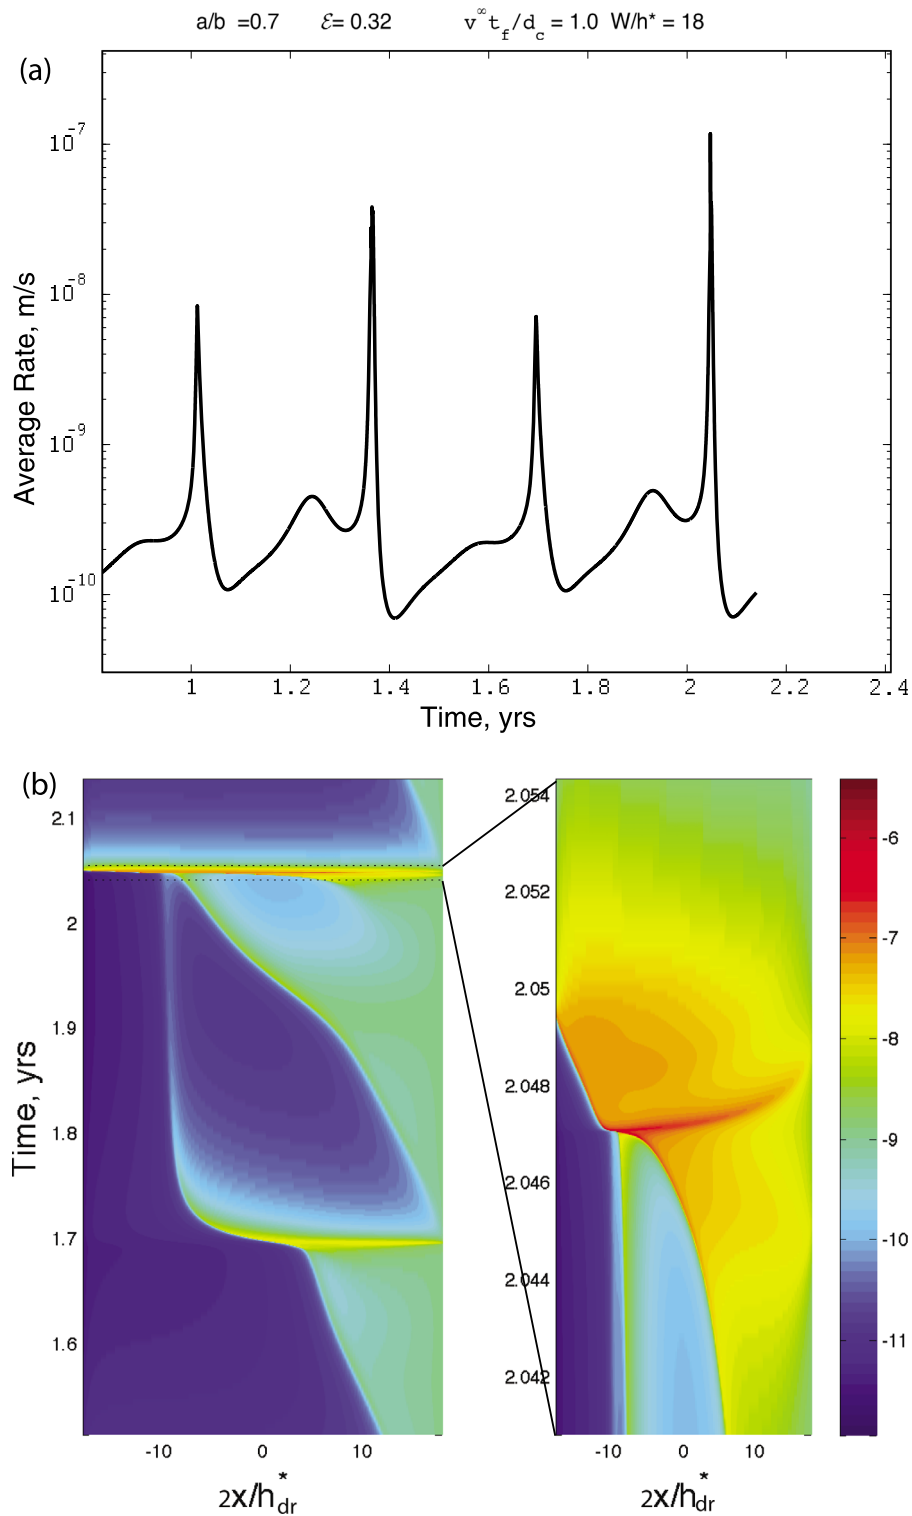 a/b =0.7 ℰ= 0.32 v^∞ t_f/d_c = 1.0 W/h* = 18
(a)
10^-7
10^-8
10^-9
10^-10
Average Rate, m/s
1 1.2 1.4 1.6 1.8 2 2.2 2.4
Time, yrs
(b)
2.1
2
1.9
1.8
1.7
1.6
Time, yrs
-10 0 10
2x/h*_dr
2.054
2.052
2.05
2.048
2.046
2.044
2.042
-10 0 10
2x/h*_dr
-6
-7
-8
-9
-10
-11